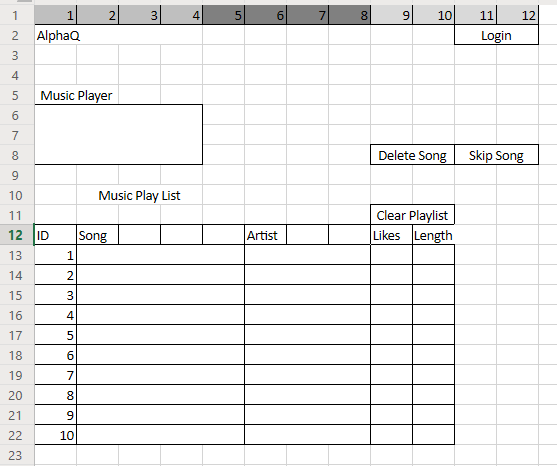 1 1 2 3 4 5 6 7 8 9 10 11 12
2 AlphaQ Login
3
4
5 Music Player
6
7
8 Delete Song Skip Song
9
10 Music Play List
11 Clear Playlist
12 ID Song Artist Likes Length
13 1
14 2
15 3
16 4
17 5
18 6
19 7
20 8
21 9
22 10
23